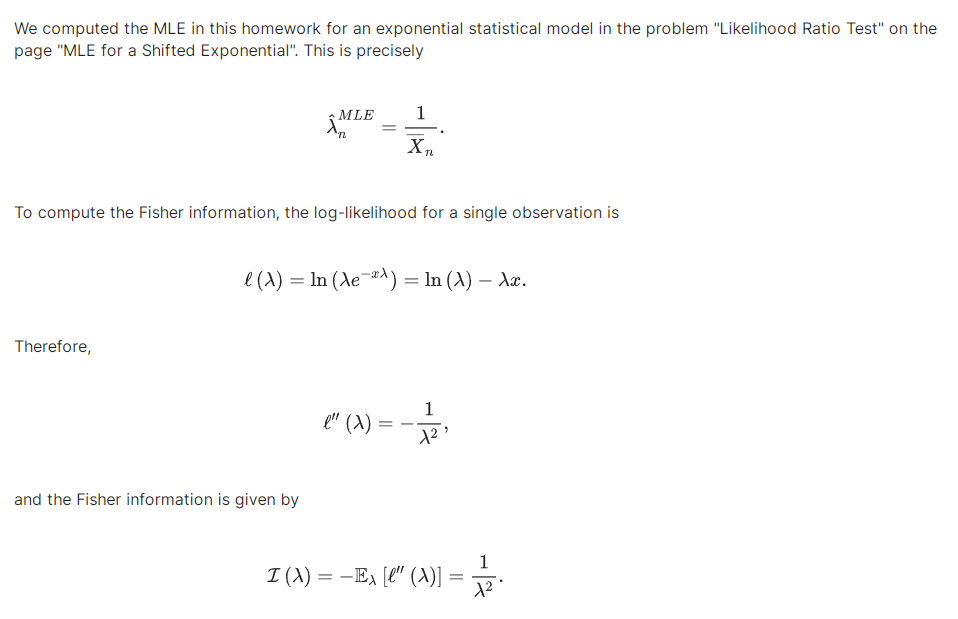 We computed the MLE in this homework for an exponential statistical model in the problem "Likelihood Ratio Test" on the
page "MLE for a Shifted Exponential". This is precisely
$\hat{\lambda}_n^{MLE} = \frac{1}{\overline{X}_n}.$
To compute the Fisher information, the log-likelihood for a single observation is
$\ell(\lambda) = \ln(\lambda e^{-x\lambda}) = \ln(\lambda) - \lambda x.$
Therefore,
$\ell''(\lambda) = -\frac{1}{\lambda^2},$
and the Fisher information is given by
$\mathcal{I}(\lambda) = -\mathbb{E}_\lambda[\ell''(\lambda)] = \frac{1}{\lambda^2}.$